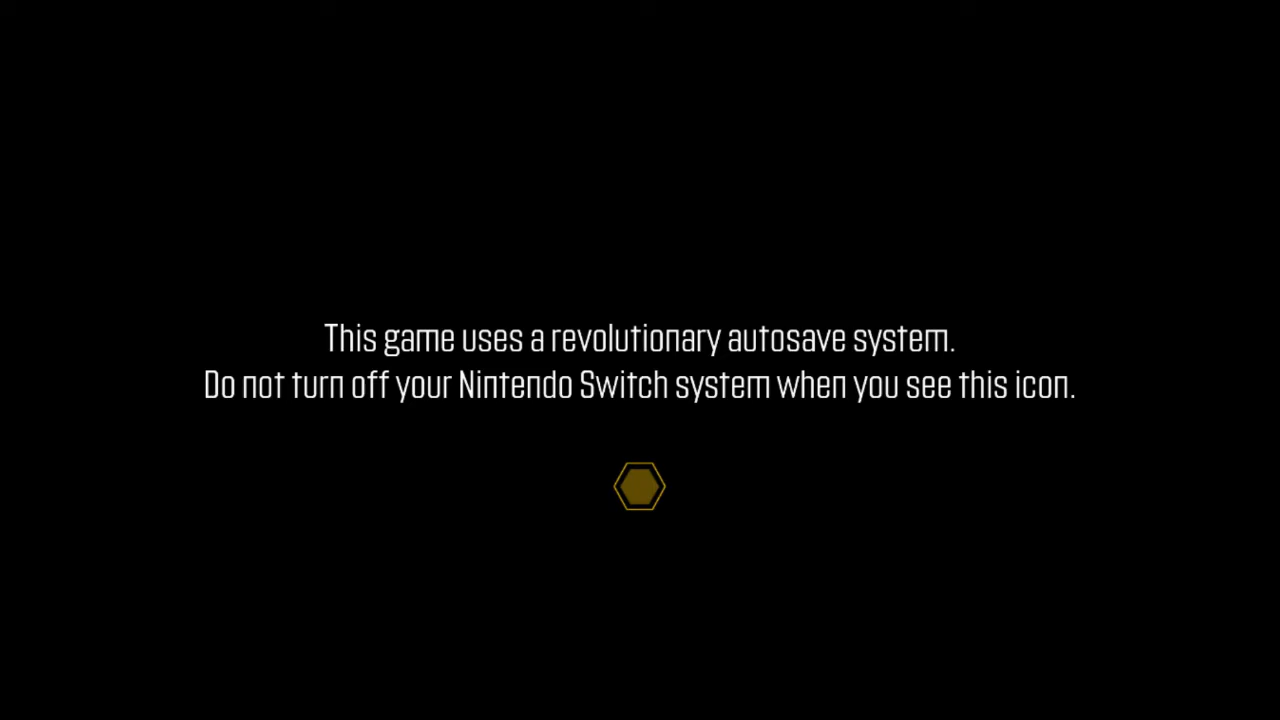 This game uses a revolutionary autosave system.
Do not turn off your Nintendo Switch system when you see this icon.